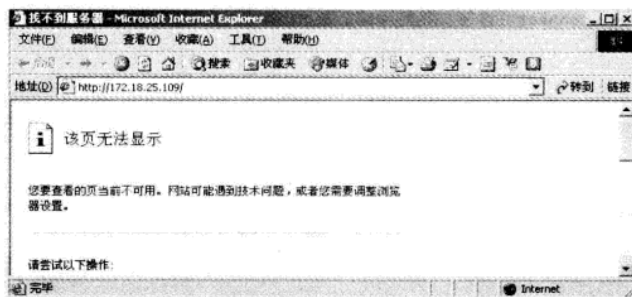 找不到服务器 - Microsoft Internet Explorer
文件(F) 编辑(E) 查看(V) 收藏(A) 工具(T) 帮助(H)
搜索 收藏夹 媒体
地址(D) http://172.18.25.109/ 转到 链接
该页无法显示
您要查看的页当前不可用。网站可能遇到技术问题，或者您需要调整浏览
器设置。
请尝试以下操作:
完毕 Internet